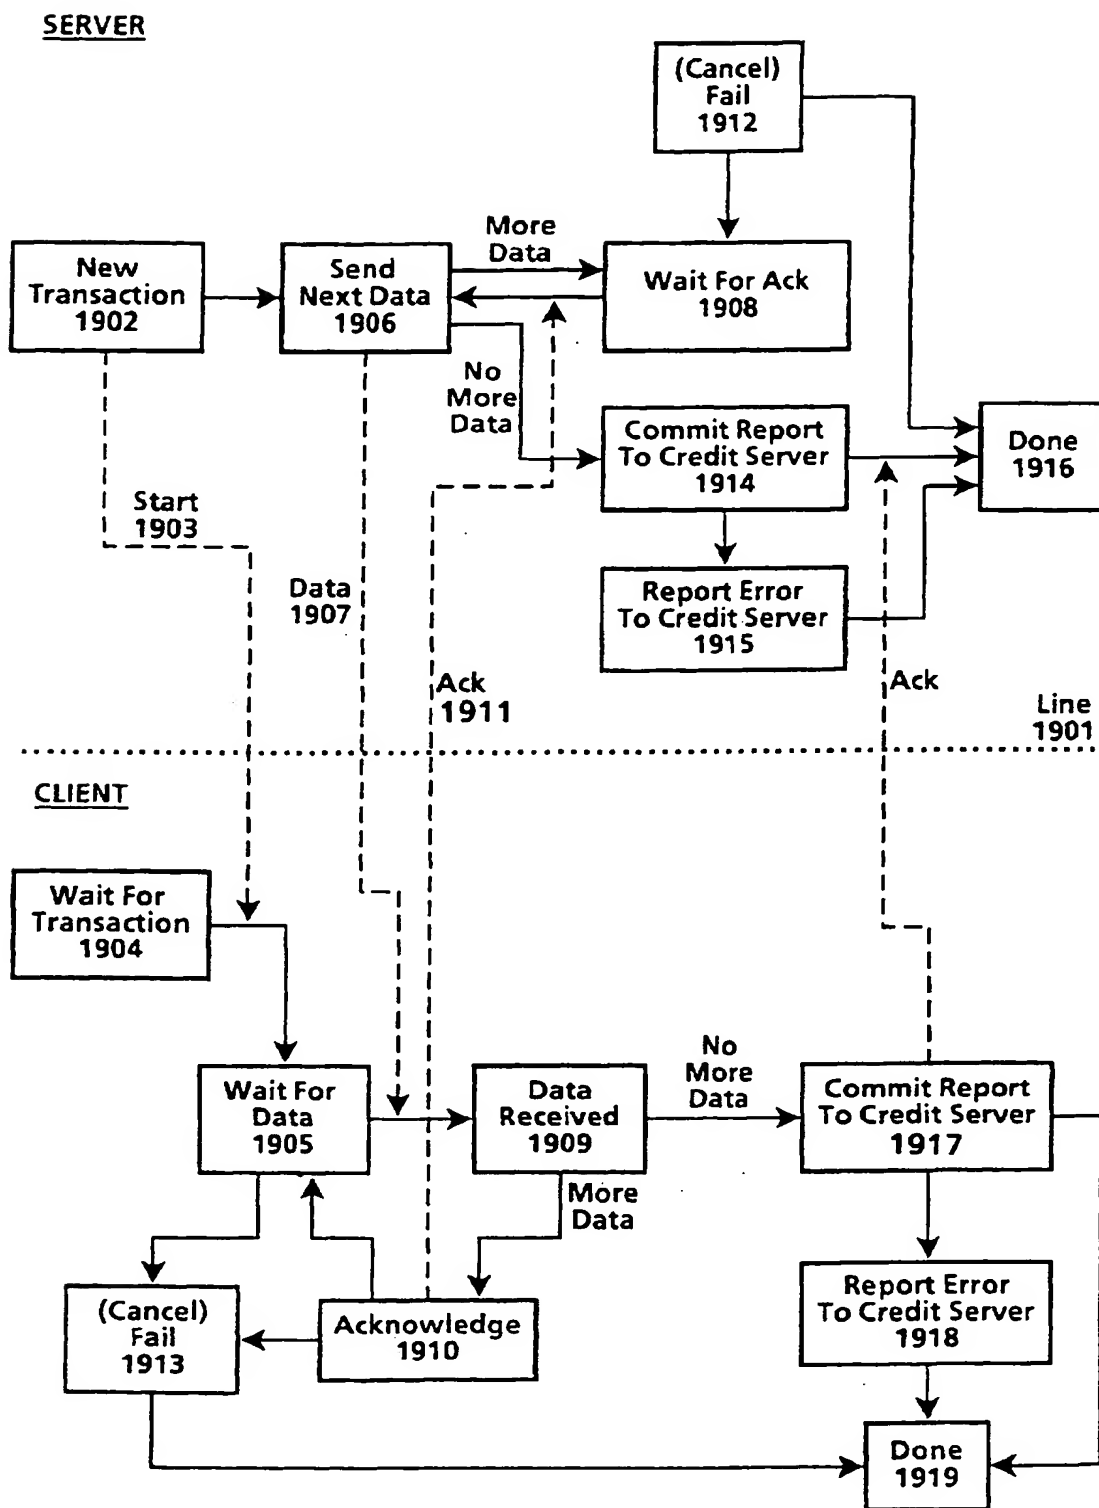 SERVER
(Cancel)
Fail
1912
More
Data
New
Transaction
1902
Send
Next Data
1906
Wait For Ack
1908
No
More
Data
Commit Report
To Credit Server
1914
Done
1916
Start
1903
Data
1907
Report Error
To Credit Server
1915
Ack
1911
Ack
Line
1901
CLIENT
Wait For
Transaction
1904
No
More
Data
Wait For
Data
1905
Data
Received
1909
Commit Report
To Credit Server
1917
More
Data
(Cancel)
Fail
1913
Acknowledge
1910
Report Error
To Credit Server
1918
Done
1919